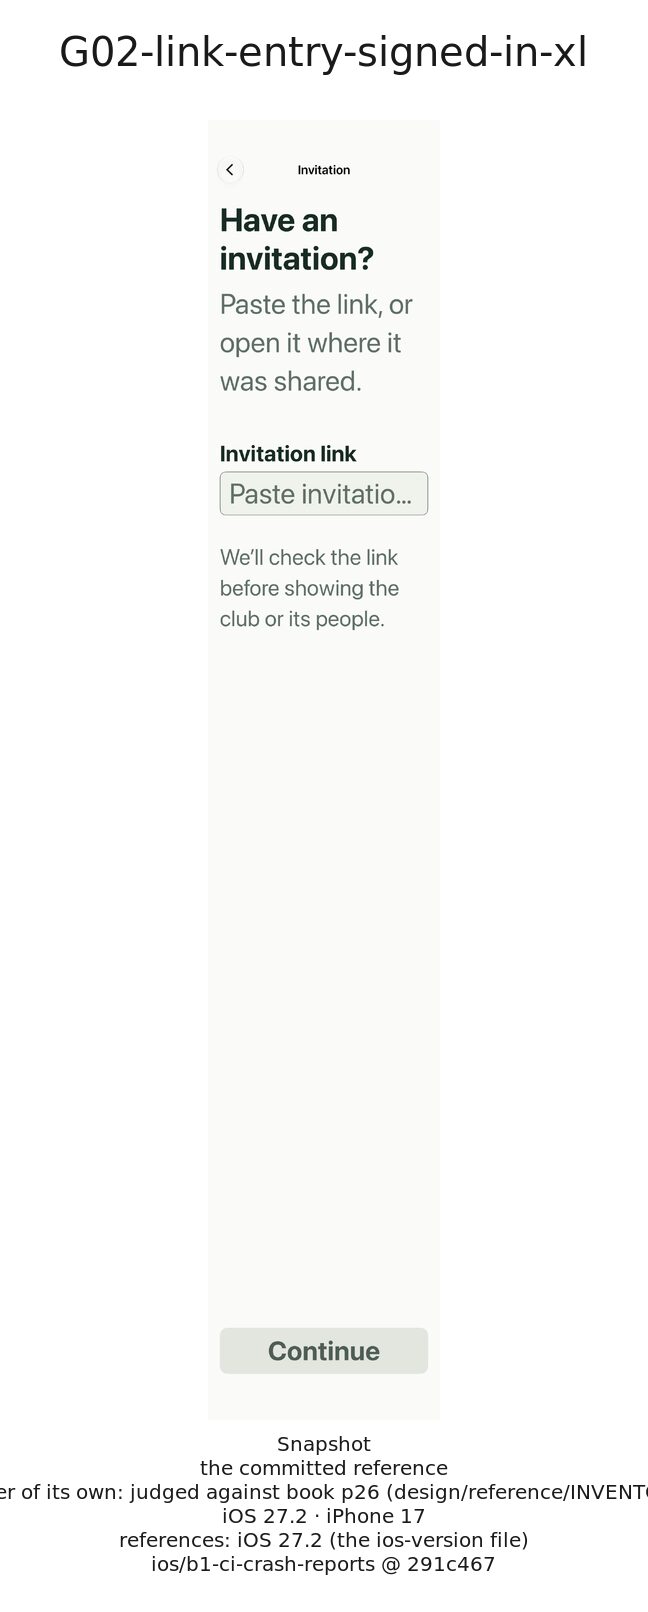 G02-link-entry-signed-in-xl
Invitation
Have an
invitation?
Paste the link, or
open it where it
was shared.
Invitation link
Paste invitatio...
We’ll check the link
before showing the
club or its people.
Continue
Snapshot
the committed reference
er of its own: judged against book p26 (design/reference/INVENTO
iOS 27.2 · iPhone 17
references: iOS 27.2 (the ios-version file)
ios/b1-ci-crash-reports @ 291c467